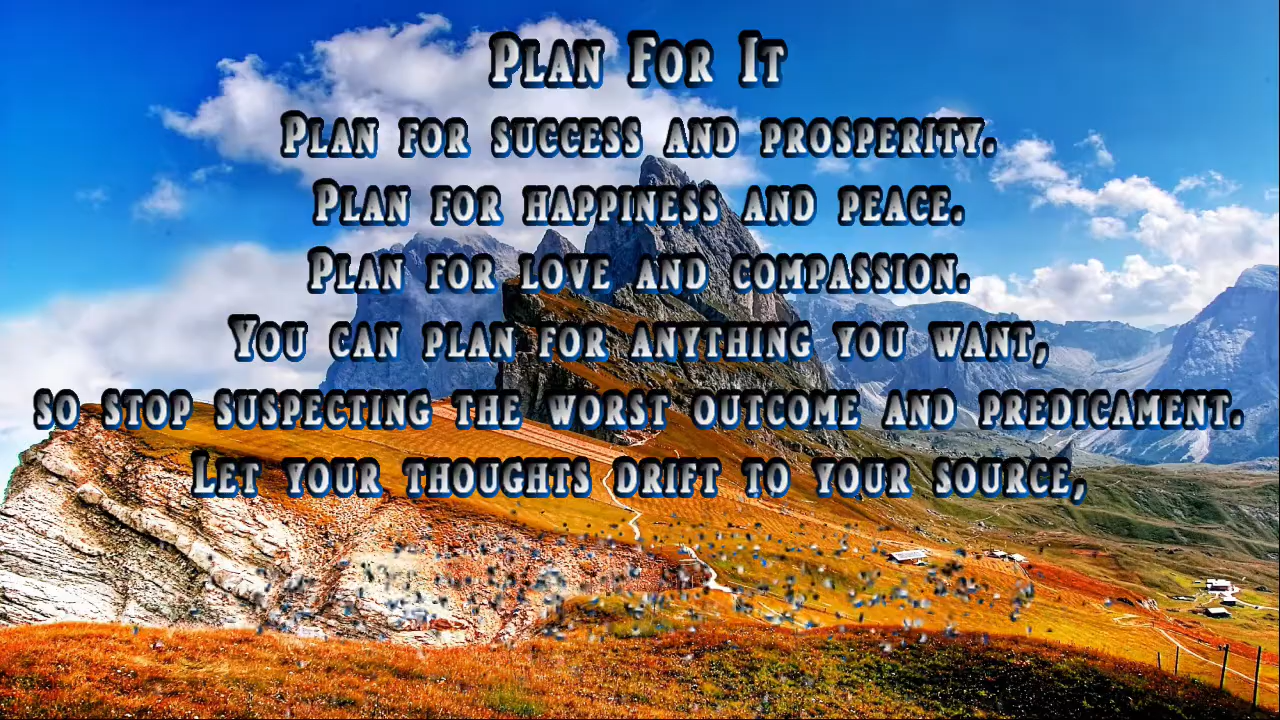 Plan For It
Plan for success and prosperity.
Plan for happiness and peace.
Plan for love and compassion.
You can plan for anything you want,
so stop suspecting the worst outcome and predicament.
Let your thoughts drift to your source,